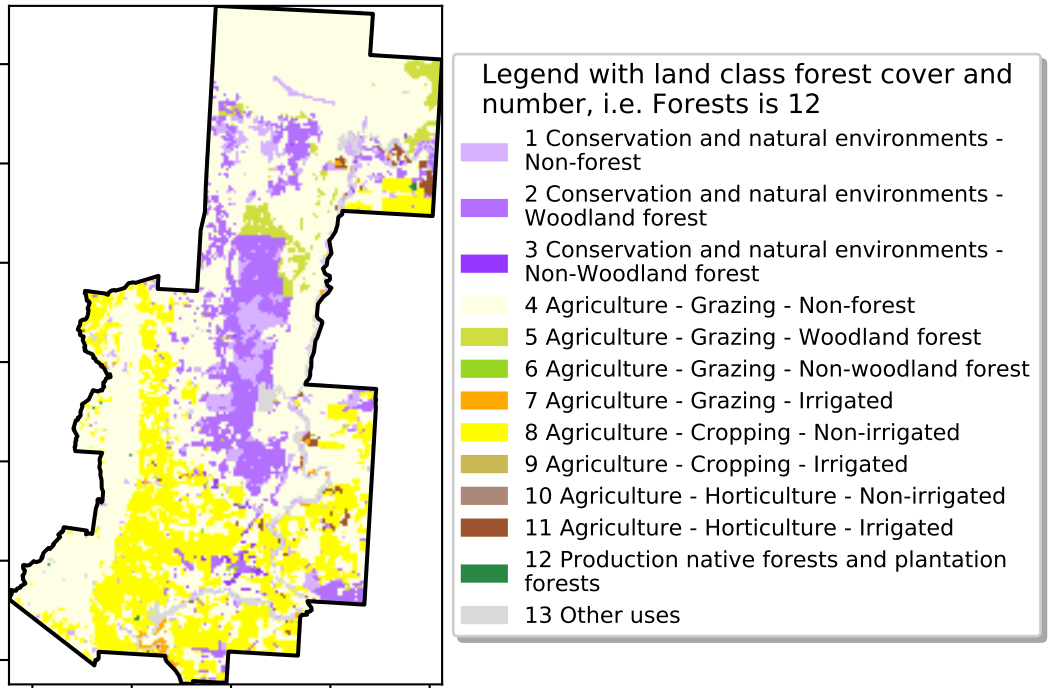 Legend with land class forest cover and
number, i.e. Forests is 12
1 Conservation and natural environments -
Non-forest
2 Conservation and natural environments -
Woodland forest
3 Conservation and natural environments -
Non-Woodland forest
4 Agriculture - Grazing - Non-forest
5 Agriculture - Grazing - Woodland forest
6 Agriculture - Grazing - Non-woodland forest
7 Agriculture - Grazing - Irrigated
8 Agriculture - Cropping - Non-irrigated
9 Agriculture - Cropping - Irrigated
10 Agriculture - Horticulture - Non-irrigated
11 Agriculture - Horticulture - Irrigated
12 Production native forests and plantation
forests
13 Other uses